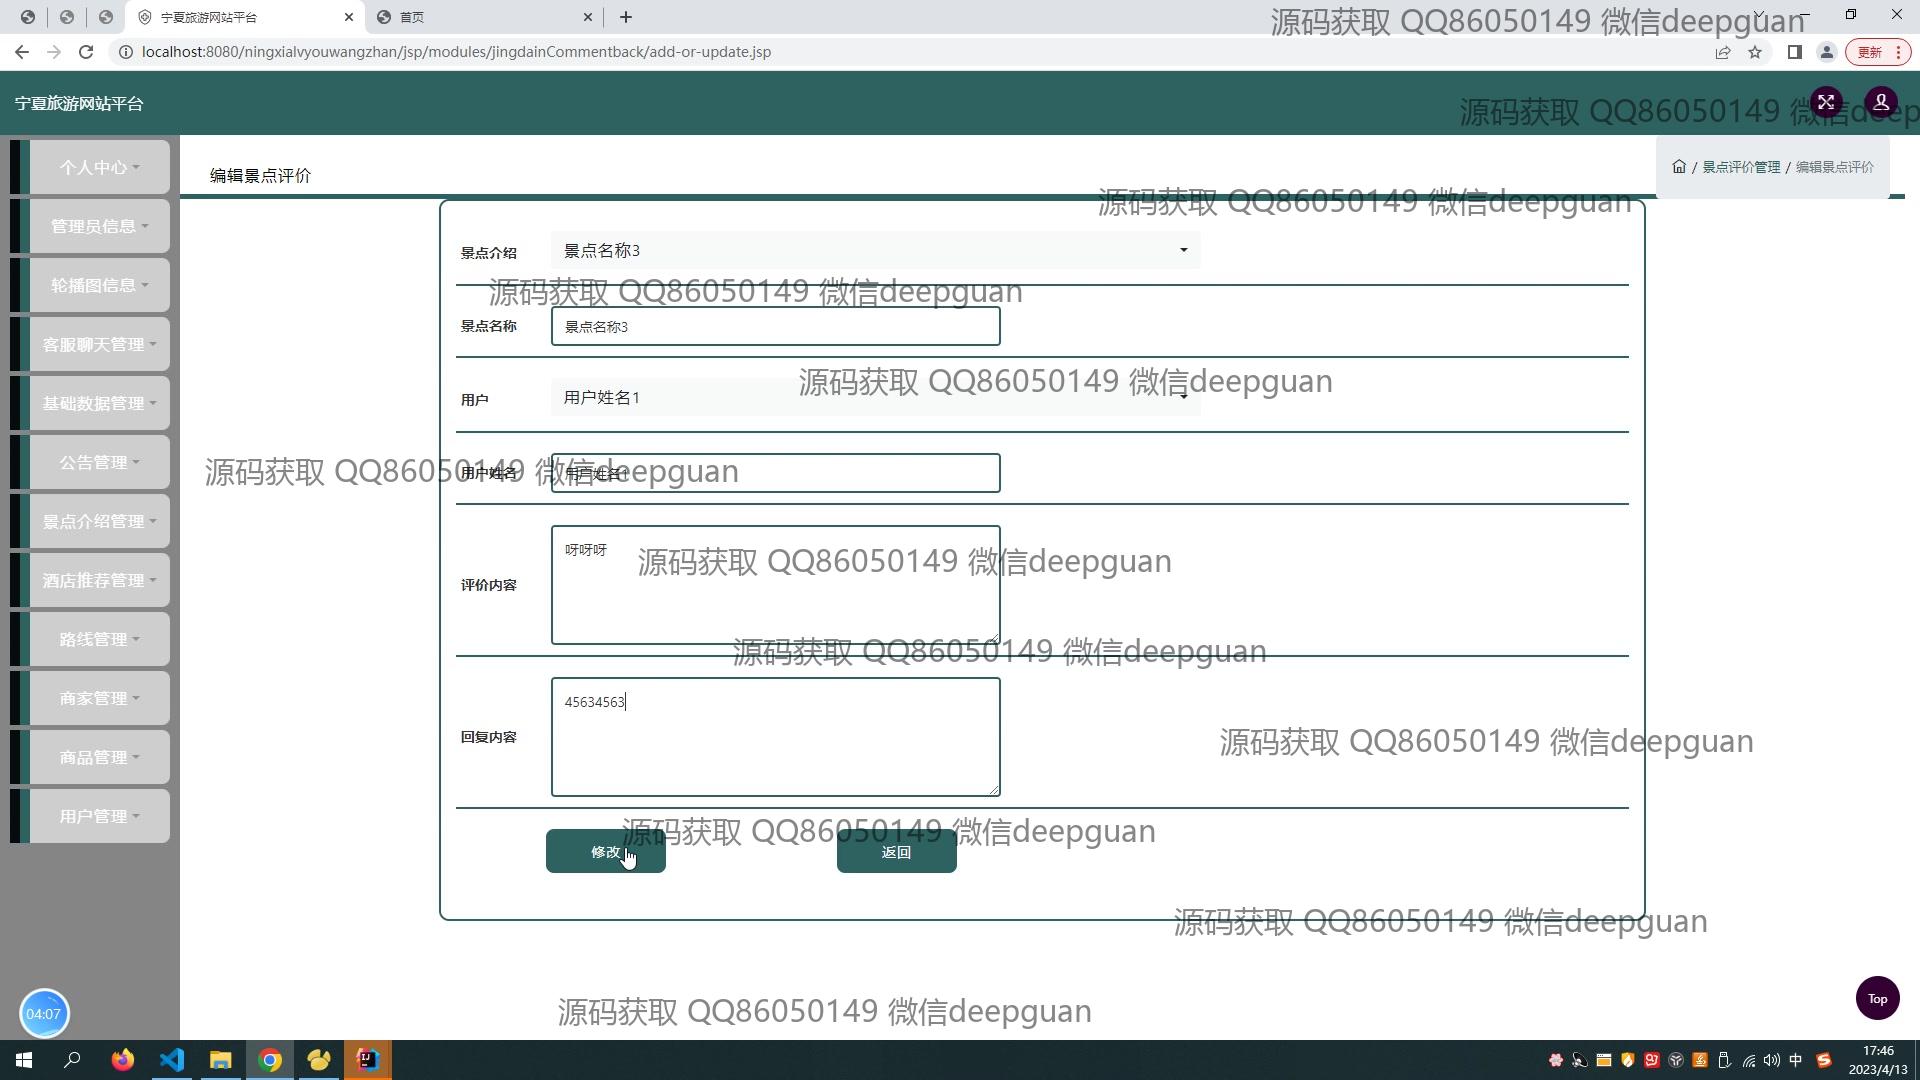 宁夏旅游网站平台
首页
源码获取 QQ86050149 微信deepguan
localhost:8080/ningxialvyouwangzhan/jsp/modules/jingdainCommentback/add-or-update.jsp
更新
宁夏旅游网站平台
源码获取 QQ86050149 微信deep
个人中心
编辑景点评价
/ 景点评价管理 / 编辑景点评价
源码获取 QQ86050149 微信deepguan
管理员信息
景点介绍
景点名称3
轮播图信息
源码获取 QQ86050149 微信deepguan
景点名称
景点名称3
客服聊天管理
源码获取 QQ86050149 微信deepguan
用户
用户姓名1
基础数据管理
公告管理
源码获取 QQ86050149 微信deepguan
用户姓名
用户姓名1
景点介绍管理
呀呀呀
源码获取 QQ86050149 微信deepguan
评价内容
酒店推荐管理
路线管理
源码获取 QQ86050149 微信deepguan
商家管理
45634563
回复内容
源码获取 QQ86050149 微信deepguan
商品管理
用户管理
源码获取 QQ86050149 微信deepguan
修改
返回
源码获取 QQ86050149 微信deepguan
04:07
源码获取 QQ86050149 微信deepguan
Top
中
17:46
2023/4/13